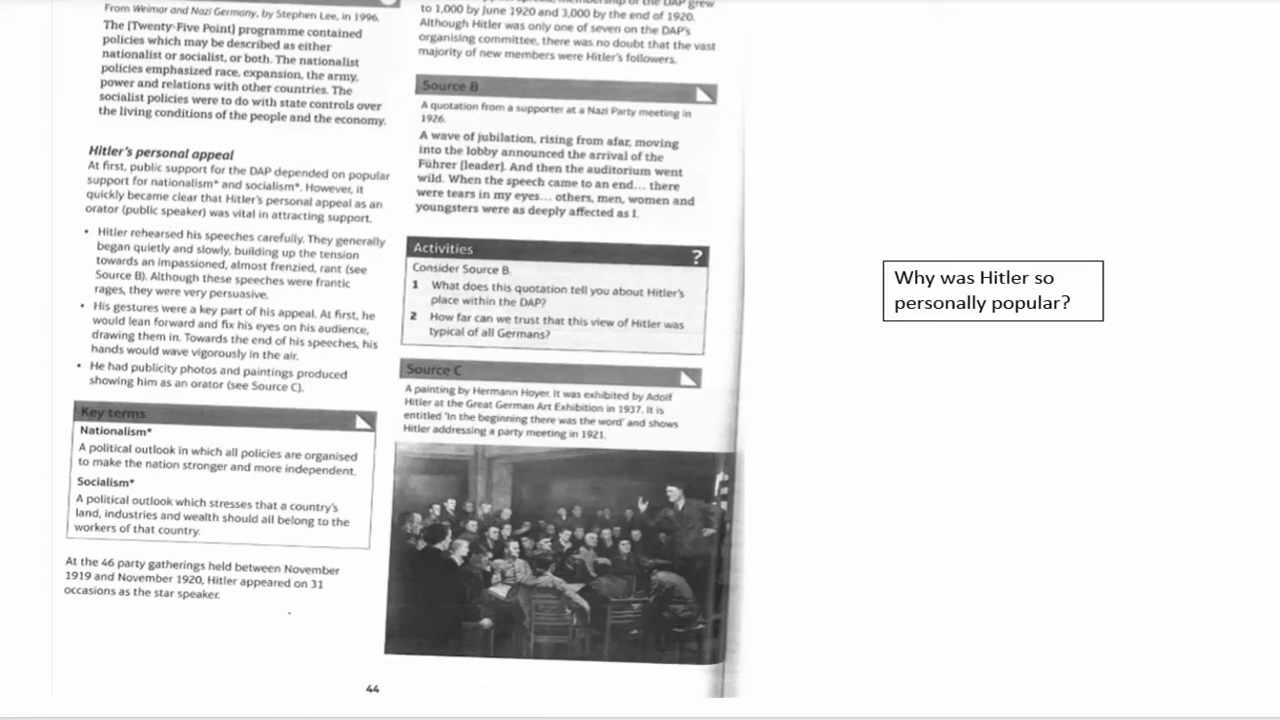 From Weimar and Nazi Germany, by Stephen Lee, in 1996.
The [Twenty-Five Point] programme contained
policies which may be described as either
nationalist or socialist, or both. The nationalist
policies emphasized race, expansion, the army,
power and relations with other countries. The
socialist policies were to do with state controls over
the living conditions of the people and the economy.
Hitler's personal appeal
At first, public support for the DAP depended on popular
support for nationalism* and socialism*. However, it
quickly became clear that Hitler's personal appeal as an
orator (public speaker) was vital in attracting support.
• Hitler rehearsed his speeches carefully. They generally
began quietly and slowly, building up the tension
towards an impassioned, almost frenzied, rant (see
Source B). Although these speeches were frantic
rages, they were very persuasive.
• His gestures were a key part of his appeal. At first, he
would lean forward and fix his eyes on his audience,
drawing them in. Towards the end of his speeches, his
hands would wave vigorously in the air.
• He had publicity photos and paintings produced
showing him as an orator (see Source C).
Key terms
Nationalism*
A political outlook in which all policies are organised
to make the nation stronger and more independent.
Socialism*
A political outlook which stresses that a country's
land, industries and wealth should all belong to the
workers of that country.
At the 46 party gatherings held between November
1919 and November 1920, Hitler appeared on 31
occasions as the star speaker.
44
of the DAP grew
to 1,000 by June 1920 and 3,000 by the end of 1920.
Although Hitler was only one of seven on the DAP's
organising committee, there was no doubt that the vast
majority of new members were Hitler's followers.
Source B
A quotation from a supporter at a Nazi Party meeting in
1926.
A wave of jubilation, rising from afar, moving
into the lobby announced the arrival of the
Führer [leader]. And then the auditorium went
wild. When the speech came to an end... there
were tears in my eyes... others, men, women and
youngsters were as deeply affected as I.
Activities ?
Consider Source B.
1 What does this quotation tell you about Hitler's
place within the DAP?
2 How far can we trust that this view of Hitler was
typical of all Germans?
Source C
A painting by Hermann Hoyer. It was exhibited by Adolf
Hitler at the Great German Art Exhibition in 1937. It is
entitled 'In the beginning there was the word' and shows
Hitler addressing a party meeting in 1921.
Why was Hitler so
personally popular?